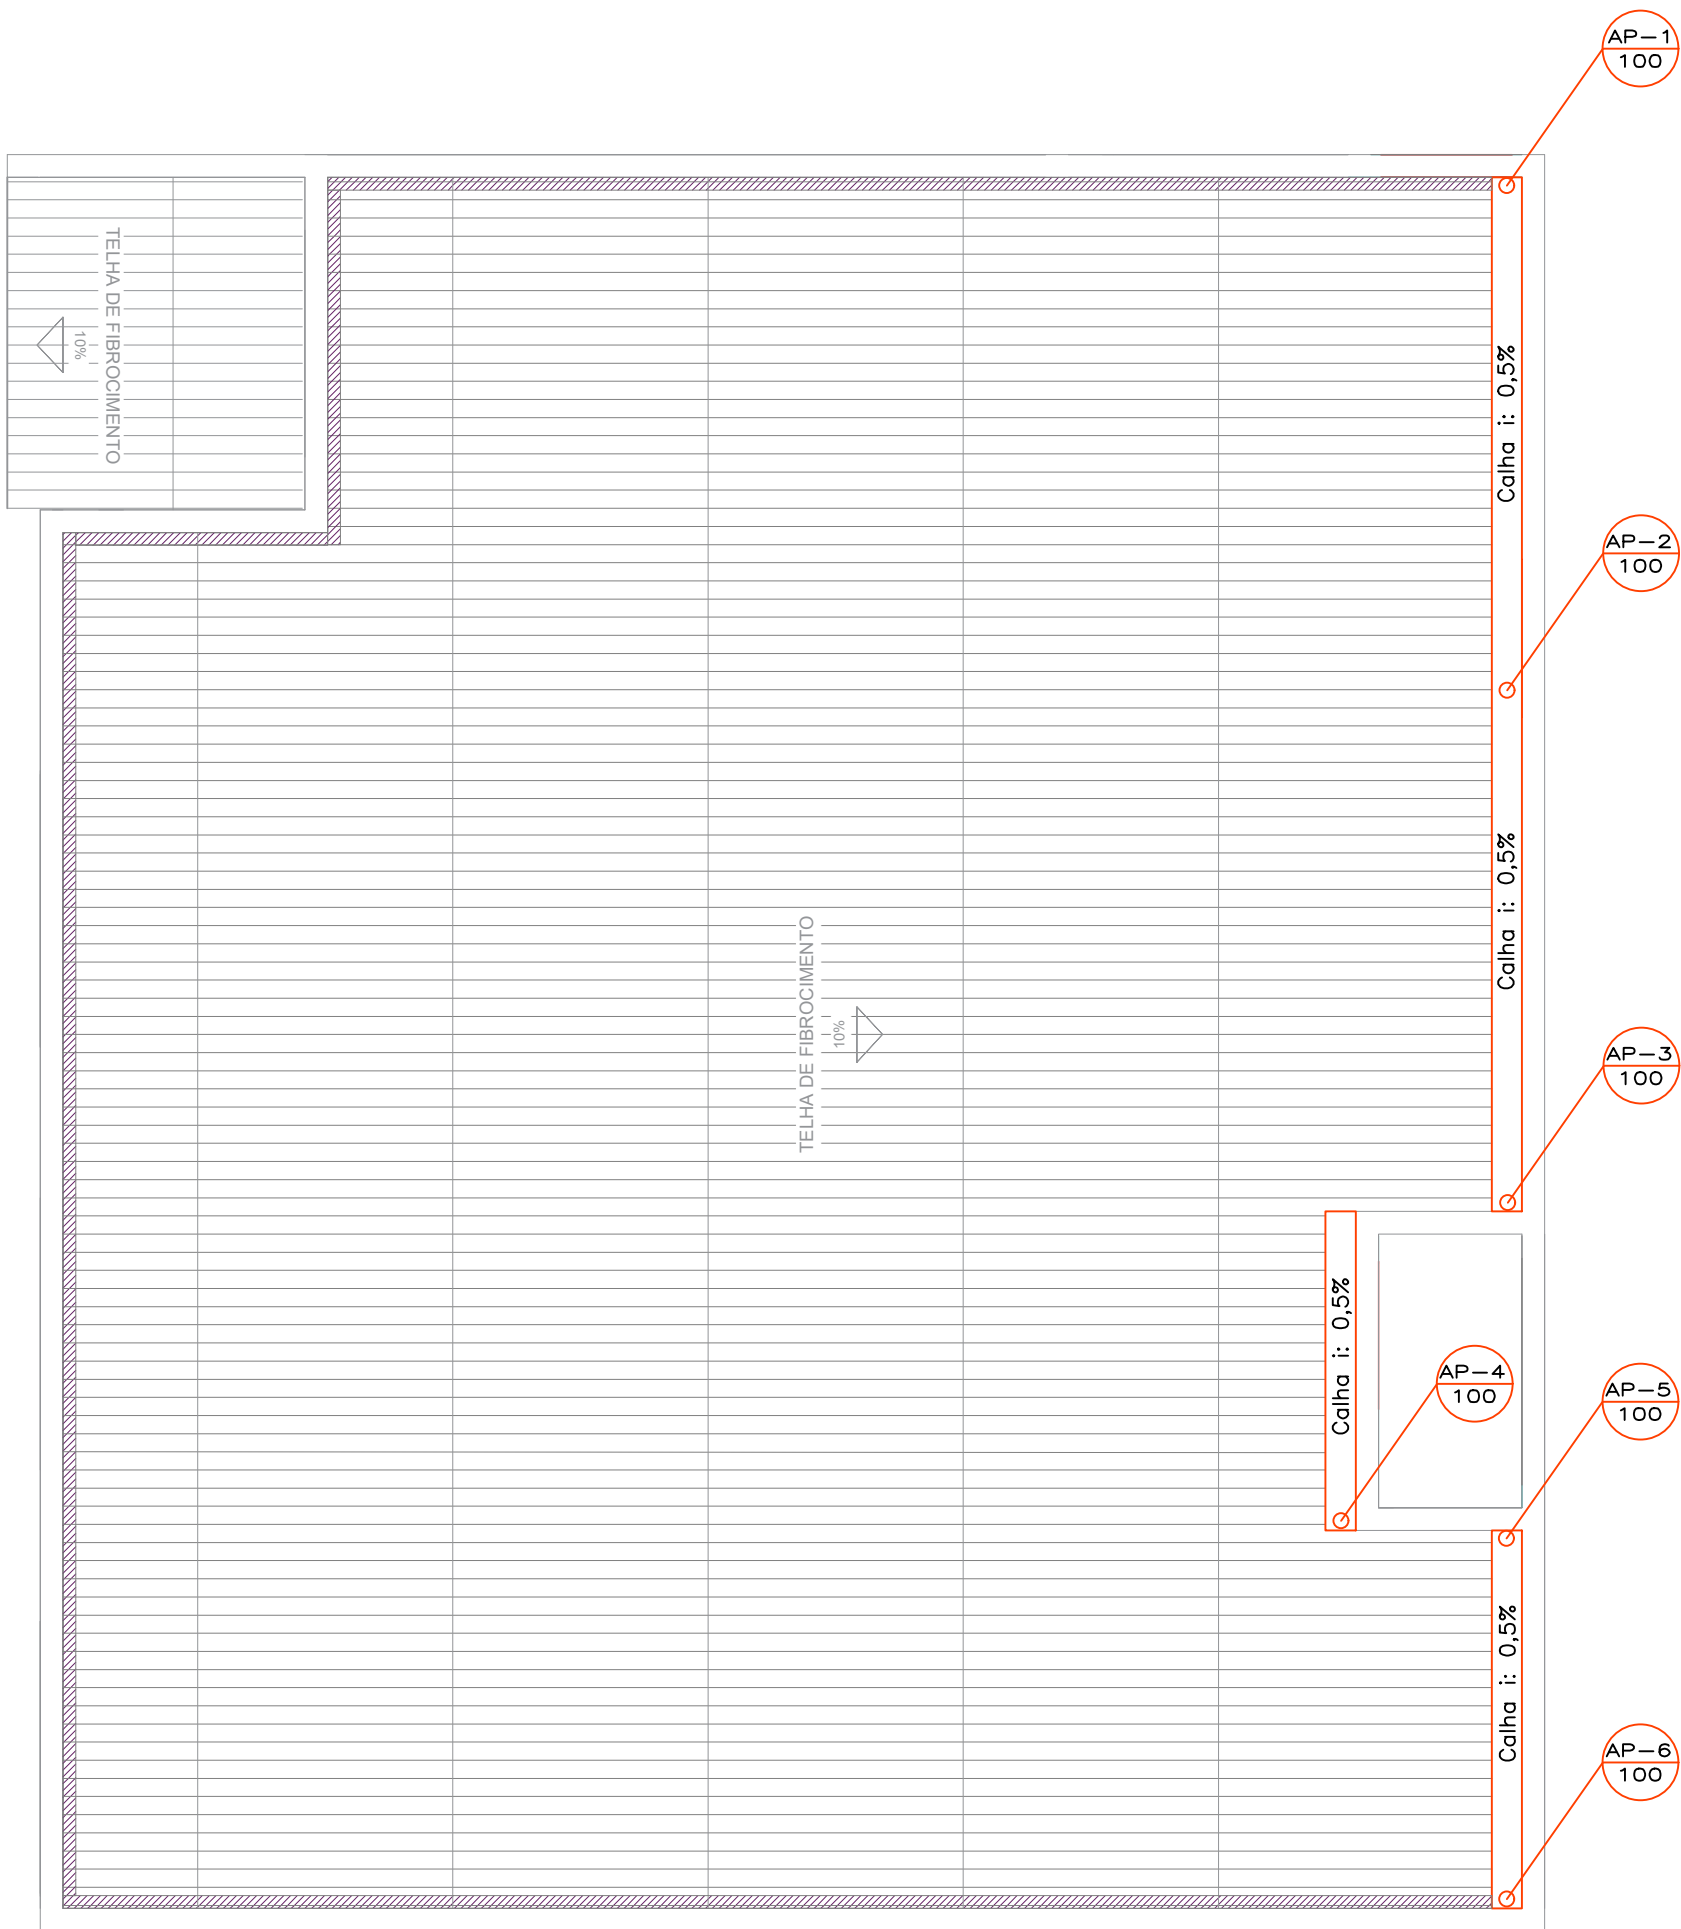 AP-1
100
TELHA DE FIBROCIMENTO
10%
Calha i: 0,5%
AP-2
100
Calha i: 0,5%
TELHA DE FIBROCIMENTO
10%
AP-3
100
Calha i: 0,5%
AP-4
100
AP-5
100
Calha i: 0,5%
AP-6
100